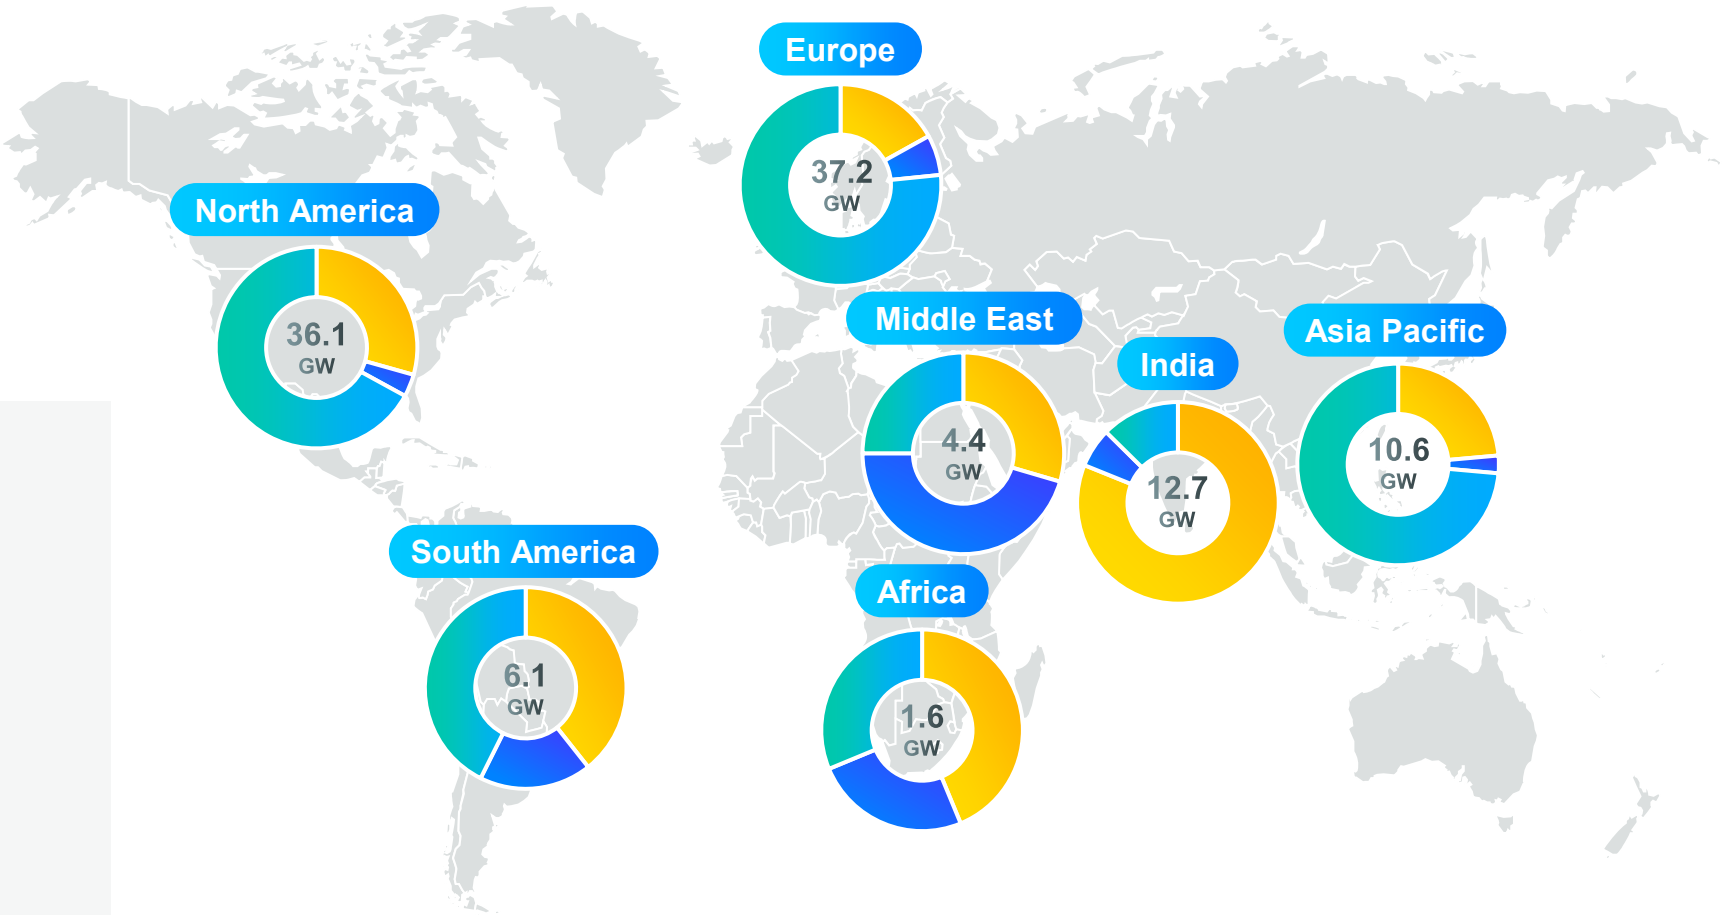 Europe
37.2
GW
North America
36.1
GW
Middle East
4.4
GW
India
12.7
GW
Asia Pacific
10.6
GW
South America
6.1
GW
Africa
1.6
GW